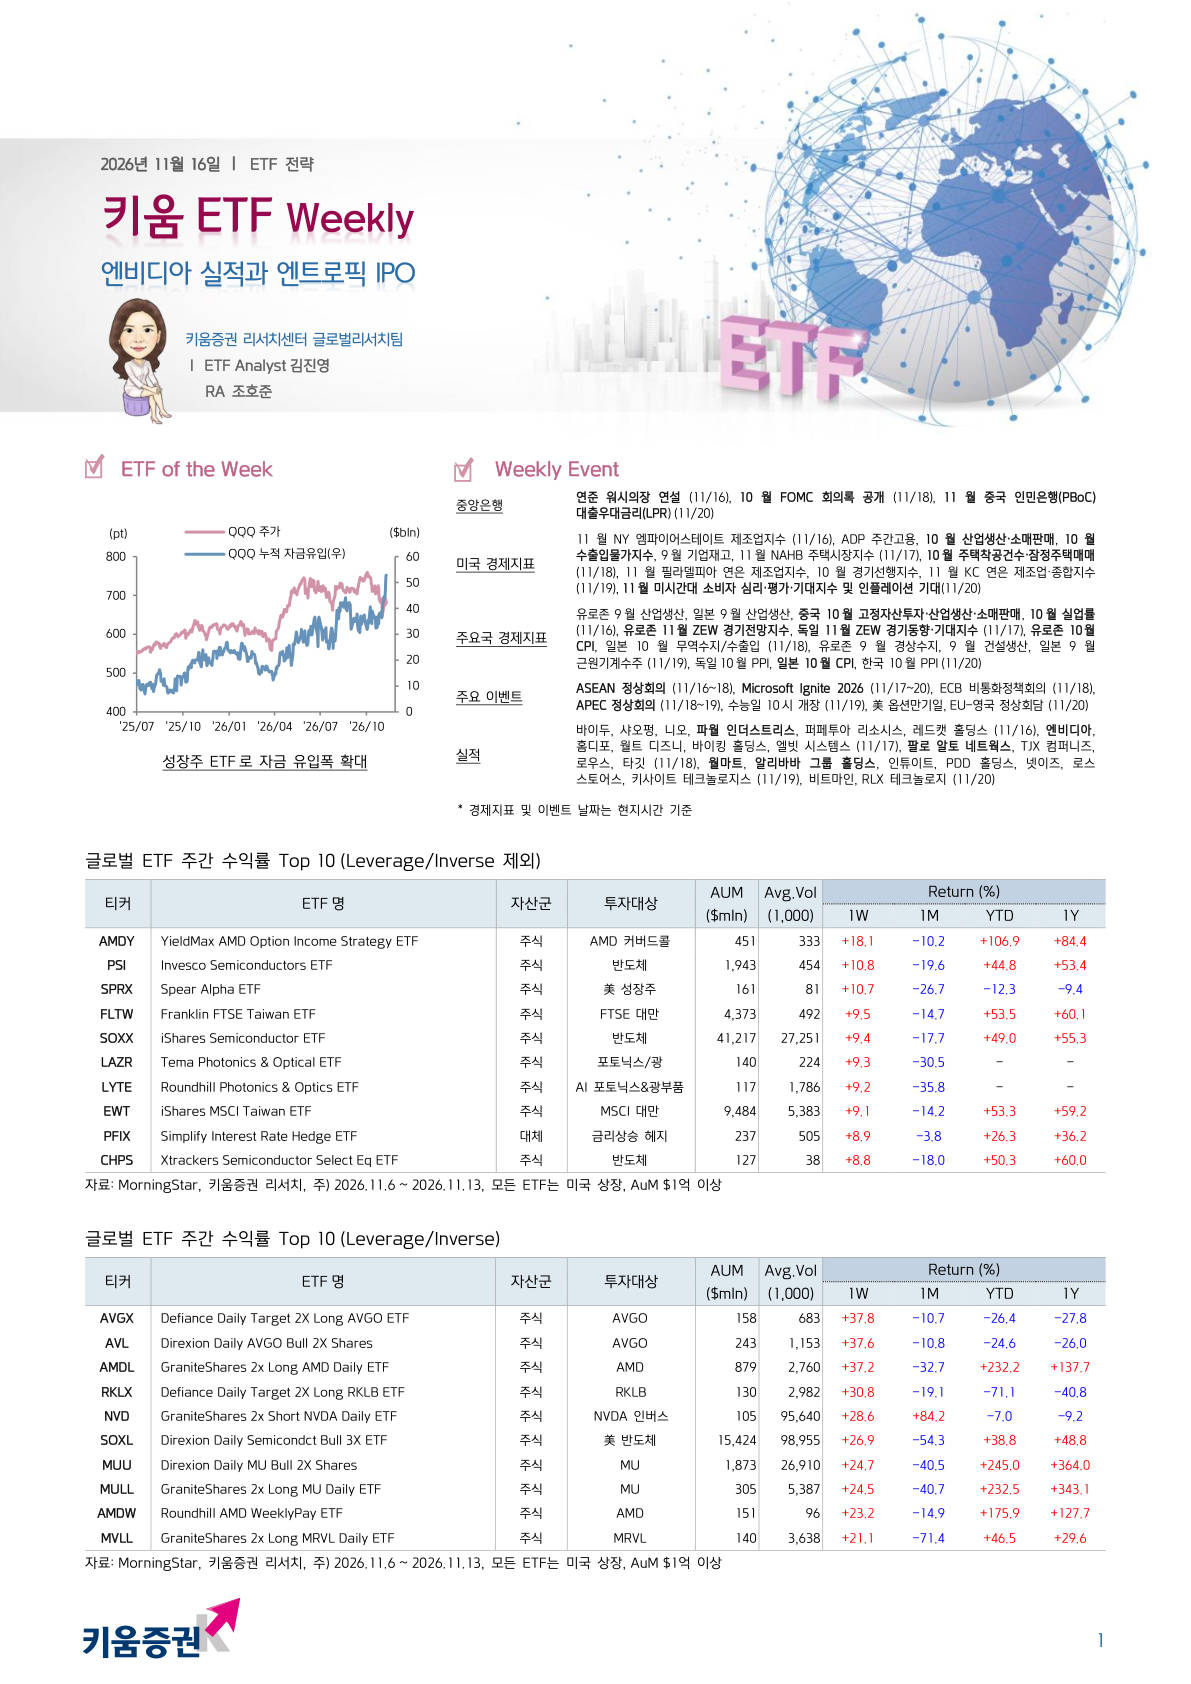 2026년 11월 16일 ㅣ ETF 전략
키움 ETF Weekly
엔비디아 실적과 엔트로픽 IPO
키움증권 리서치센터 글로벌리서치팀
ㅣ ETF Analyst 김진영
RA 조호준
ETF
ETF of the Week
(pt)
QQQ 주가
QQQ 누적 자금유입(우)
($bln)
800
700
600
500
400
60
50
40
30
20
10
0
'25/07 '25/10 '26/01 '26/04 '26/07 '26/10
성장주 ETF로 자금 유입폭 확대
Weekly Event
중앙은행
연준 워시의장 연설 (11/16), 10 월 FOMC 회의록 공개 (11/18), 11 월 중국 인민은행(PBoC)
대출우대금리(LPR) (11/20)
미국 경제지표
11 월 NY 엠파이어스테이트 제조업지수 (11/16), ADP 주간고용, 10 월 산업생산·소매판매, 10 월
수출입물가지수, 9 월 기업재고, 11 월 NAHB 주택시장지수 (11/17), 10 월 주택착공건수·잠정주택매매
(11/18), 11 월 필라델피아 연은 제조업지수, 10 월 경기선행지수, 11 월 KC 연은 제조업·종합지수
(11/19), 11 월 미시간대 소비자 심리·평가·기대지수 및 인플레이션 기대(11/20)
주요국 경제지표
유로존 9 월 산업생산, 일본 9 월 산업생산, 중국 10 월 고정자산투자·산업생산·소매판매, 10 월 실업률
(11/16), 유로존 11 월 ZEW 경기전망지수, 독일 11 월 ZEW 경기동향·기대지수 (11/17), 유로존 10 월
CPI, 일본 10 월 무역수지/수출입 (11/18), 유로존 9 월 경상수지, 9 월 건설생산, 일본 9 월
근원기계수주 (11/19), 독일 10 월 PPI, 일본 10 월 CPI, 한국 10 월 PPI (11/20)
주요 이벤트
ASEAN 정상회의 (11/16~18), Microsoft Ignite 2026 (11/17~20), ECB 비통화정책회의 (11/18),
APEC 정상회의 (11/18~19), 수능일 10시 개장 (11/19), 美 옵션만기일, EU-영국 정상회담 (11/20)
실적
바이두, 샤오펑, 니오, 파월 인더스트리스, 퍼페투아 리소시스, 레드캣 홀딩스 (11/16), 엔비디아,
홈디포, 월트 디즈니, 바이킹 홀딩스, 엘빗 시스템스 (11/17), 팔로 알토 네트웍스, TJX 컴퍼니즈,
로우스, 타깃 (11/18), 월마트, 알리바바 그룹 홀딩스, 인튜이트, PDD 홀딩스, 넷이즈, 로스
스토어스, 키사이트 테크놀로지스 (11/19), 비트마인, RLX 테크놀로지 (11/20)
* 경제지표 및 이벤트 날짜는 현지시간 기준
글로벌 ETF 주간 수익률 Top 10 (Leverage/Inverse 제외)
티커 ETF 명 자산군 투자대상 AUM ($mln) Avg.Vol (1,000) Return (%)
1W 1M YTD 1Y
AMDY YieldMax AMD Option Income Strategy ETF 주식 AMD 커버드콜 451 333 +18.1 -10.2 +106.9 +84.4
PSI Invesco Semiconductors ETF 주식 반도체 1,943 454 +10.8 -19.6 +44.8 +53.4
SPRX Spear Alpha ETF 주식 美 성장주 161 81 +10.7 -26.7 -12.3 -9.4
FLTW Franklin FTSE Taiwan ETF 주식 FTSE 대만 4,373 492 +9.5 -14.7 +53.5 +60.1
SOXX iShares Semiconductor ETF 주식 반도체 41,217 27,251 +9.4 -17.7 +49.0 +55.3
LAZR Tema Photonics & Optical ETF 주식 포토닉스/광 140 224 +9.3 -30.5 - -
LYTE Roundhill Photonics & Optics ETF 주식 AI 포토닉스&광부품 117 1,786 +9.2 -35.8 - -
EWT iShares MSCI Taiwan ETF 주식 MSCI 대만 9,484 5,383 +9.1 -14.2 +53.3 +59.2
PFIX Simplify Interest Rate Hedge ETF 대체 금리상승 헤지 237 505 +8.9 -3.8 +26.3 +36.2
CHPS Xtrackers Semiconductor Select Eq ETF 주식 반도체 127 38 +8.8 -18.0 +50.3 +60.0
자료: MorningStar, 키움증권 리서치, 주) 2026.11.6 ~ 2026.11.13, 모든 ETF는 미국 상장, AuM $1억 이상
글로벌 ETF 주간 수익률 Top 10 (Leverage/Inverse)
티커 ETF 명 자산군 투자대상 AUM ($mln) Avg.Vol (1,000) Return (%)
1W 1M YTD 1Y
AVGX Defiance Daily Target 2X Long AVGO ETF 주식 AVGO 158 683 +37.8 -10.7 -26.4 -27.8
AVL Direxion Daily AVGO Bull 2X Shares 주식 AVGO 243 1,153 +37.6 -10.8 -24.6 -26.0
AMDL GraniteShares 2x Long AMD Daily ETF 주식 AMD 879 2,760 +37.2 -32.7 +232.2 +137.7
RKLX Defiance Daily Target 2X Long RKLB ETF 주식 RKLB 130 2,982 +30.8 -19.1 -71.1 -40.8
NVD GraniteShares 2x Short NVDA Daily ETF 주식 NVDA 인버스 105 95,640 +28.6 +84.2 -7.0 -9.2
SOXL Direxion Daily Semicondct Bull 3X ETF 주식 美 반도체 15,424 98,955 +26.9 -54.3 +38.8 +48.8
MUU Direxion Daily MU Bull 2X Shares 주식 MU 1,873 26,910 +24.7 -40.5 +245.0 +364.0
MULL GraniteShares 2x Long MU Daily ETF 주식 MU 305 5,387 +24.5 -40.7 +232.5 +343.1
AMDW Roundhill AMD WeeklyPay ETF 주식 AMD 151 96 +23.2 -14.9 +175.9 +127.7
MVLL GraniteShares 2x Long MRVL Daily ETF 주식 MRVL 140 3,638 +21.1 -71.4 +46.5 +29.6
자료: MorningStar, 키움증권 리서치, 주) 2026.11.6 ~ 2026.11.13, 모든 ETF는 미국 상장, AuM $1억 이상
키움증권
1